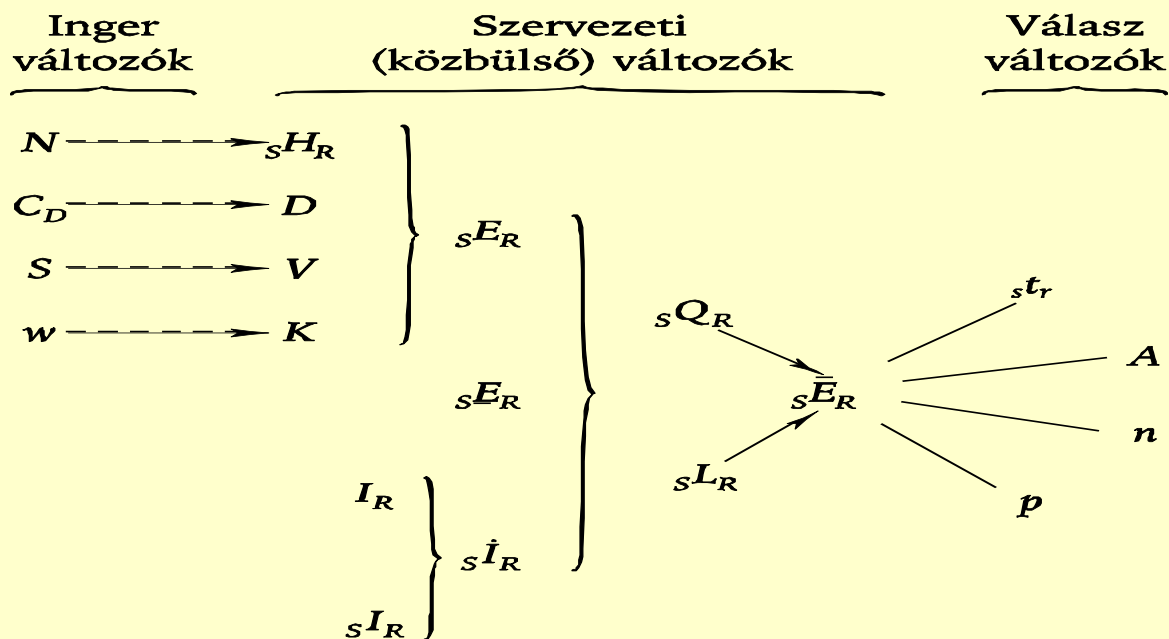 Inger
változók
Szervezeti
(közbülső) változók
Válasz
változók
N
sHR
CD
D
sER
S
V
w
K
sQR
str
A
sE̲R
sĒR
n
sLR
IR
p
sİR
sIR